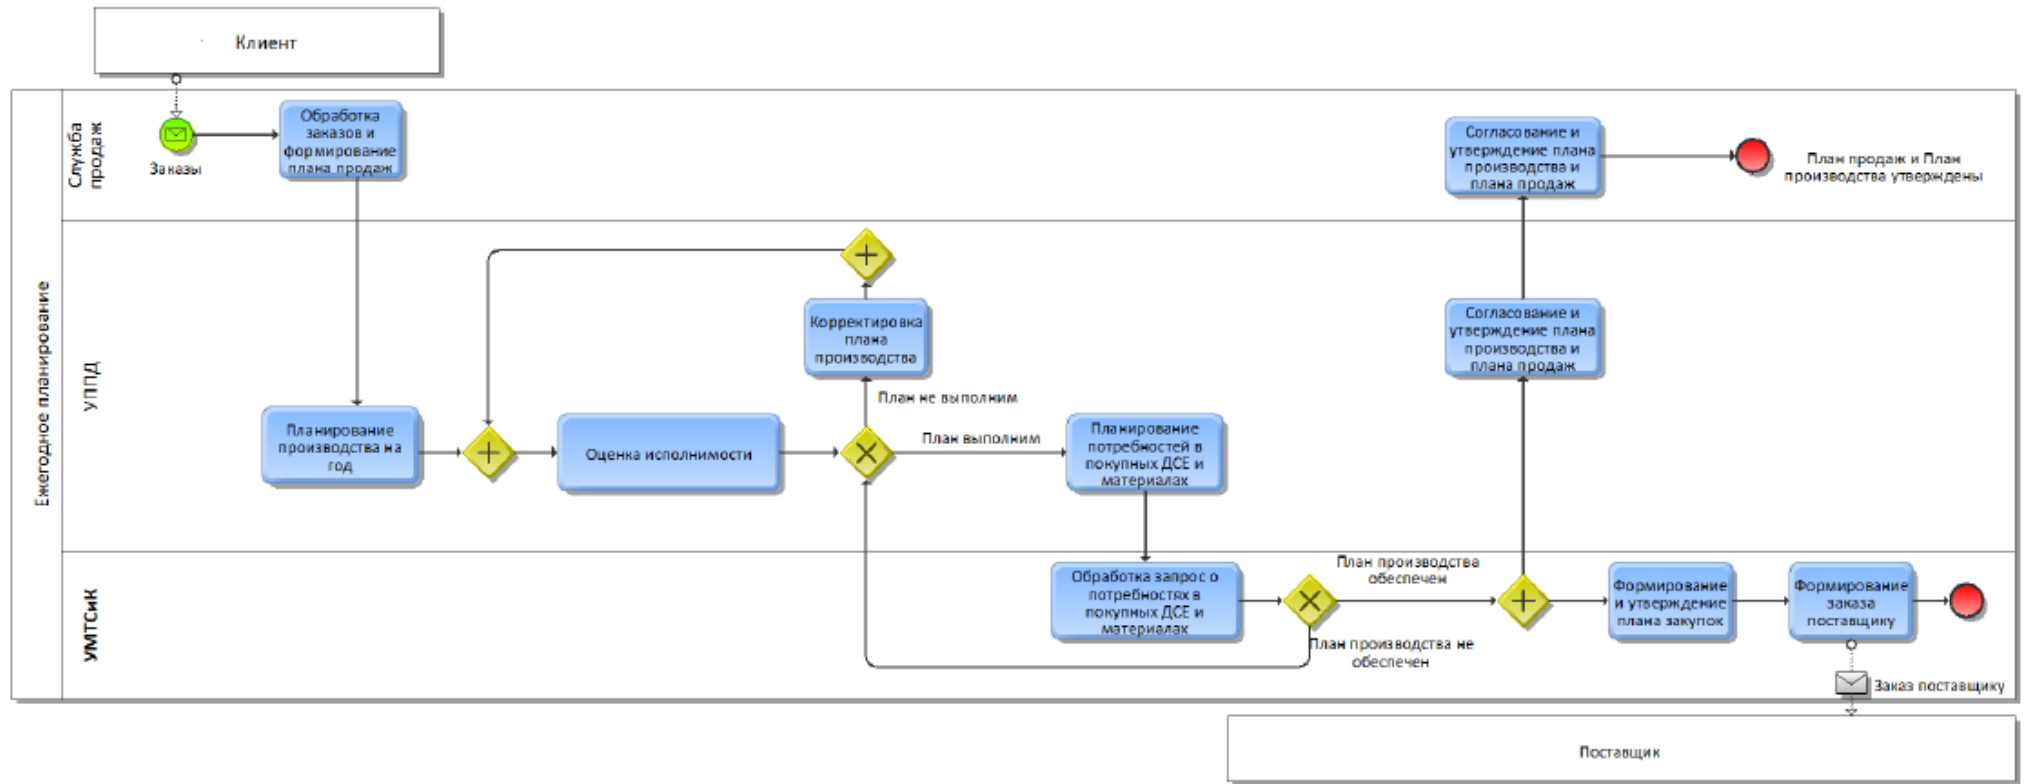 Клиент
Ежегодное планирование
Служба
продаж
Заказы
Обработка
заказов и
формирование
плана продаж
Согласование и
утверждение плана
производства и
плана продаж
План продаж и План
производства утверждены
УППД
Планирование
производства на
год
Оценка исполнимости
Корректировка
плана
производства
План не выполним
План выполним
Планирование
потребностей в
покупных ДСЕ и
материалах
Согласование и
утверждение плана
производства и
плана продаж
УМТСиК
Обработка запрос о
потребностях в
покупных ДСЕ и
материалах
План производства
обеспечен
План производства не
обеспечен
Формирование
и утверждение
плана закупок
Формирование
заказа
поставщику
Заказ поставщику
Поставщик